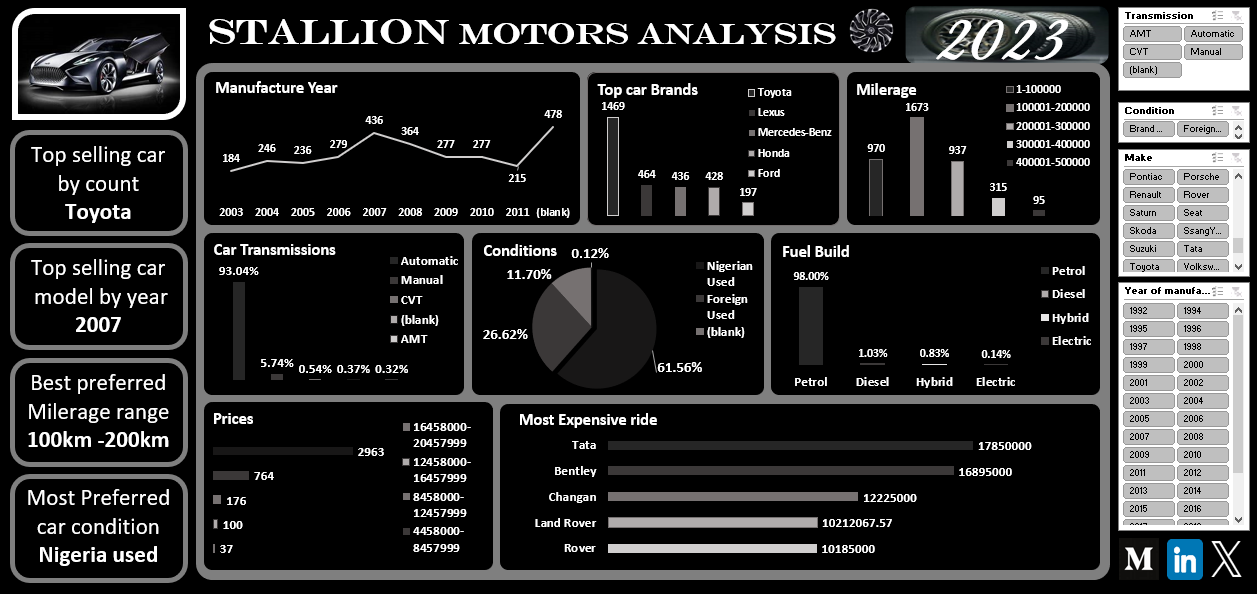 STALLION MOTORS ANALYSIS
2023
Top selling car
by count
Toyota
Top selling car
model by year
2007
Best preferred
Milerage range
100km -200km
Most Preferred
car condition
Nigeria used
Manufacture Year
184
246
236
279
436
364
277
277
215
478
2003 2004 2005 2006 2007 2008 2009 2010 2011 (blank)
Top car Brands
1469
464
436
428
197
Toyota
Lexus
Mercedes-Benz
Honda
Ford
Milerage
970
1673
937
315
95
1-100000
100001-200000
200001-300000
300001-400000
400001-500000
Car Transmissions
93.04%
5.74%
0.54%
0.37%
0.32%
Automatic
Manual
CVT
(blank)
AMT
Conditions
0.12%
11.70%
26.62%
61.56%
Nigerian
Used
Foreign
Used
(blank)
Fuel Build
98.00%
1.03%
0.83%
0.14%
Petrol Diesel Hybrid Electric
Petrol
Diesel
Hybrid
Electric
Prices
2963
764
176
100
37
16458000-
20457999
12458000-
16457999
8458000-
12457999
4458000-
8457999
Most Expensive ride
Tata 17850000
Bentley 16895000
Changan 12225000
Land Rover 10212067.57
Rover 10185000
Transmission
AMT Automatic
CVT Manual
(blank)
Condition
Brand ... Foreign...
Make
Pontiac Porsche
Renault Rover
Saturn Seat
Skoda SsangY...
Suzuki Tata
Toyota Volksw...
Year of manufa...
1992 1994
1995 1996
1997 1998
1999 2000
2001 2002
2003 2004
2005 2006
2007 2008
2009 2010
2011 2012
2013 2014
2015 2016
M in X